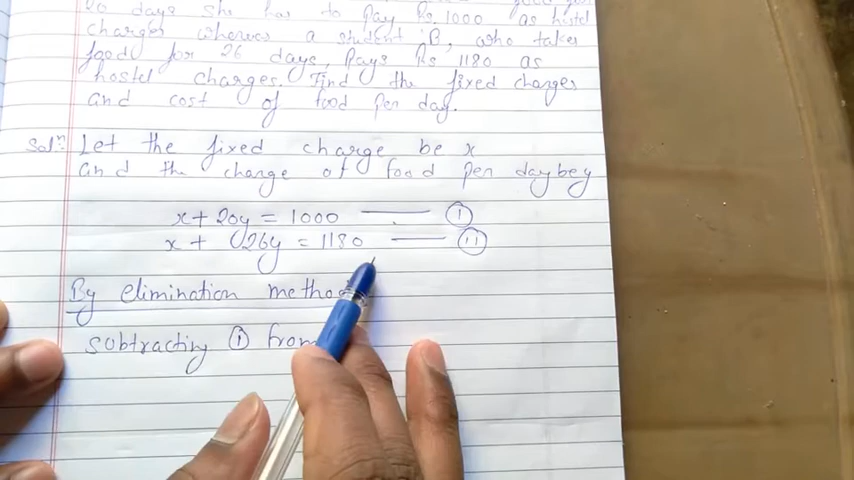 20 days she has to pay Rs. 1000 as hostel
charges whereas a student B, who takes
food for 26 days, pays Rs 1180 as
hostel charges. Find the fixed charges
and cost of food per day.
Solⁿ: Let the fixed charge be x
and the charge of food per day be y
x + 20y = 1000 — ①
x + 26y = 1180 — ⑪
By elimination method
subtracting ① from